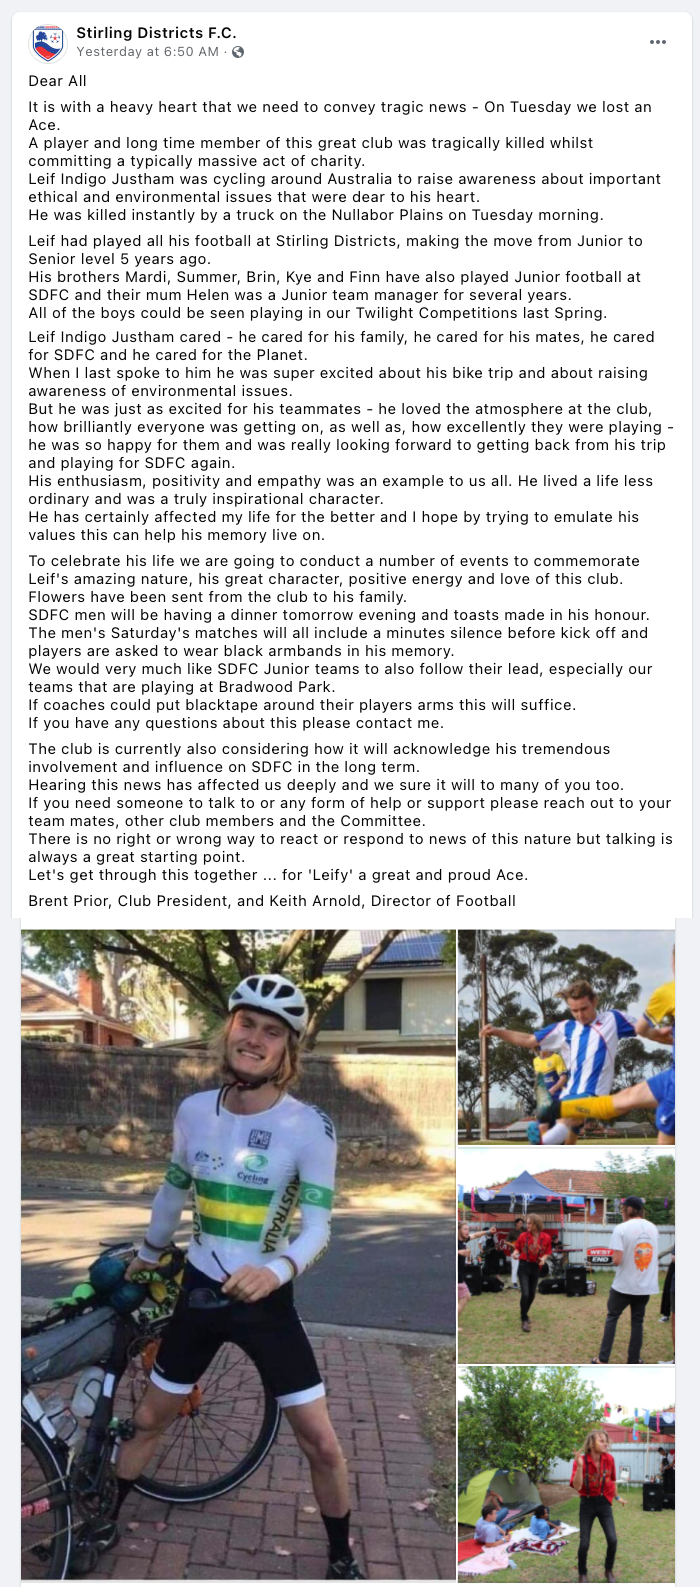 Stirling Districts F.C.
Yesterday at 6:50 AM ·
Dear All
It is with a heavy heart that we need to convey tragic news - On Tuesday we lost an
Ace.
A player and long time member of this great club was tragically killed whilst
committing a typically massive act of charity.
Leif Indigo Justham was cycling around Australia to raise awareness about important
ethical and environmental issues that were dear to his heart.
He was killed instantly by a truck on the Nullabor Plains on Tuesday morning.
Leif had played all his football at Stirling Districts, making the move from Junior to
Senior level 5 years ago.
His brothers Mardi, Summer, Brin, Kye and Finn have also played Junior football at
SDFC and their mum Helen was a Junior team manager for several years.
All of the boys could be seen playing in our Twilight Competitions last Spring.
Leif Indigo Justham cared - he cared for his family, he cared for his mates, he cared
for SDFC and he cared for the Planet.
When I last spoke to him he was super excited about his bike trip and about raising
awareness of environmental issues.
But he was just as excited for his teammates - he loved the atmosphere at the club,
how brilliantly everyone was getting on, as well as, how excellently they were playing -
he was so happy for them and was really looking forward to getting back from his trip
and playing for SDFC again.
His enthusiasm, positivity and empathy was an example to us all. He lived a life less
ordinary and was a truly inspirational character.
He has certainly affected my life for the better and I hope by trying to emulate his
values this can help his memory live on.
To celebrate his life we are going to conduct a number of events to commemorate
Leif's amazing nature, his great character, positive energy and love of this club.
Flowers have been sent from the club to his family.
SDFC men will be having a dinner tomorrow evening and toasts made in his honour.
The men's Saturday's matches will all include a minutes silence before kick off and
players are asked to wear black armbands in his memory.
We would very much like SDFC Junior teams to also follow their lead, especially our
teams that are playing at Bradwood Park.
If coaches could put blacktape around their players arms this will suffice.
If you have any questions about this please contact me.
The club is currently also considering how it will acknowledge his tremendous
involvement and influence on SDFC in the long term.
Hearing this news has affected us deeply and we sure it will to many of you too.
If you need someone to talk to or any form of help or support please reach out to your
team mates, other club members and the Committee.
There is no right or wrong way to react or respond to news of this nature but talking is
always a great starting point.
Let's get through this together ... for 'Leify' a great and proud Ace.
Brent Prior, Club President, and Keith Arnold, Director of Football
Cycling
AUSTRALIA
WEST
END